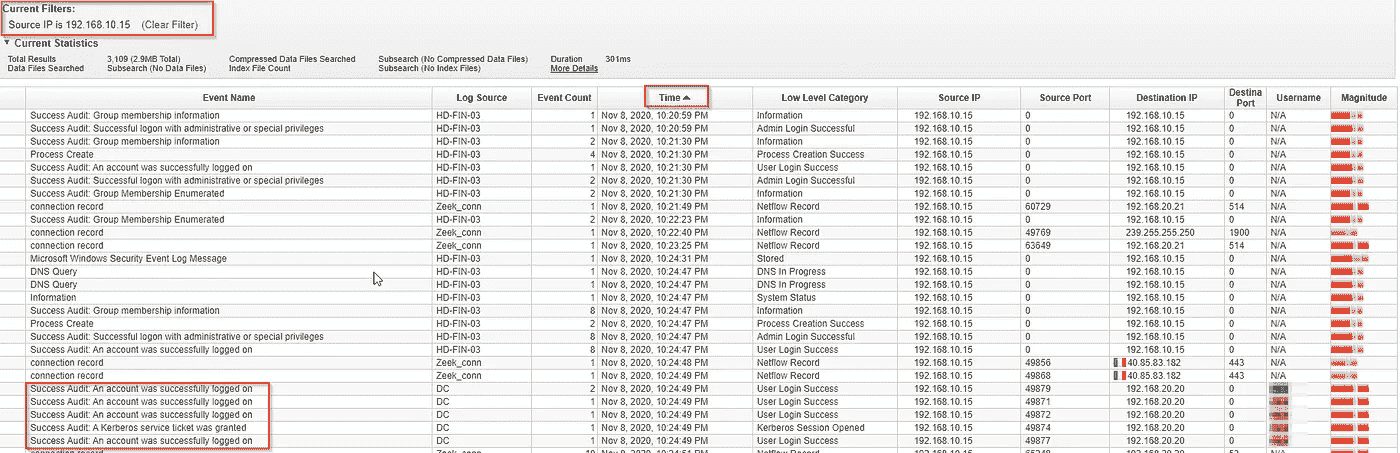 Current Filters:
Source IP is 192.168.10.15 (Clear Filter)
Current Statistics
Total Results 3,109 (2.9MB Total) Compressed Data Files Searched Subsearch (No Compressed Data Files) Duration 301ms
Data Files Searched Subsearch (No Data Files) Index File Count Subsearch (No Index Files) More Details
Event Name Log Source Event Count Time Low Level Category Source IP Source Port Destination IP Destina Port Username Magnitude
Success Audit: Group membership information HD-FIN-03 1 Nov 8, 2020, 10:20:59 PM Information 192.168.10.15 0 192.168.10.15 0 N/A
Success Audit: Successful logon with administrative or special privileges HD-FIN-03 1 Nov 8, 2020, 10:20:59 PM Admin Login Successful 192.168.10.15 0 192.168.10.15 0 N/A
Success Audit: Group membership information HD-FIN-03 2 Nov 8, 2020, 10:21:30 PM Information 192.168.10.15 0 192.168.10.15 0 N/A
Process Create HD-FIN-03 4 Nov 8, 2020, 10:21:30 PM Process Creation Success 192.168.10.15 0 192.168.10.15 0 N/A
Success Audit: An account was successfully logged on HD-FIN-03 1 Nov 8, 2020, 10:21:30 PM User Login Success 192.168.10.15 0 192.168.10.15 0 N/A
Success Audit: Successful logon with administrative or special privileges HD-FIN-03 2 Nov 8, 2020, 10:21:30 PM Admin Login Successful 192.168.10.15 0 192.168.10.15 0 N/A
Success Audit: Group Membership Enumerated HD-FIN-03 2 Nov 8, 2020, 10:21:30 PM Information 192.168.10.15 0 192.168.10.15 0 N/A
connection record Zeek_conn 1 Nov 8, 2020, 10:21:49 PM Netflow Record 192.168.10.15 60729 192.168.20.21 514 N/A
Success Audit: Group Membership Enumerated HD-FIN-03 2 Nov 8, 2020, 10:22:23 PM Information 192.168.10.15 0 192.168.10.15 0 N/A
connection record Zeek_conn 1 Nov 8, 2020, 10:22:40 PM Netflow Record 192.168.10.15 49769 239.255.255.250 1900 N/A
connection record Zeek_conn 1 Nov 8, 2020, 10:23:25 PM Netflow Record 192.168.10.15 63649 192.168.20.21 514 N/A
Microsoft Windows Security Event Log Message HD-FIN-03 1 Nov 8, 2020, 10:24:31 PM Stored 192.168.10.15 0 192.168.10.15 0 N/A
DNS Query HD-FIN-03 1 Nov 8, 2020, 10:24:47 PM DNS In Progress 192.168.10.15 0 192.168.10.15 0 N/A
DNS Query HD-FIN-03 1 Nov 8, 2020, 10:24:47 PM DNS In Progress 192.168.10.15 0 192.168.10.15 0 N/A
Information HD-FIN-03 1 Nov 8, 2020, 10:24:47 PM System Status 192.168.10.15 0 192.168.10.15 0 N/A
Success Audit: Group membership information HD-FIN-03 8 Nov 8, 2020, 10:24:47 PM Information 192.168.10.15 0 192.168.10.15 0 N/A
Process Create HD-FIN-03 2 Nov 8, 2020, 10:24:47 PM Process Creation Success 192.168.10.15 0 192.168.10.15 0 N/A
Success Audit: Successful logon with administrative or special privileges HD-FIN-03 8 Nov 8, 2020, 10:24:47 PM Admin Login Successful 192.168.10.15 0 192.168.10.15 0 N/A
Success Audit: An account was successfully logged on HD-FIN-03 8 Nov 8, 2020, 10:24:47 PM User Login Success 192.168.10.15 0 192.168.10.15 0 N/A
connection record Zeek_conn 1 Nov 8, 2020, 10:24:48 PM Netflow Record 192.168.10.15 49856 40.85.83.182 443 N/A
connection record Zeek_conn 1 Nov 8, 2020, 10:24:49 PM Netflow Record 192.168.10.15 49868 40.85.83.182 443 N/A
Success Audit: An account was successfully logged on DC 2 Nov 8, 2020, 10:24:49 PM User Login Success 192.168.10.15 49879 192.168.20.20 0
Success Audit: An account was successfully logged on DC 1 Nov 8, 2020, 10:24:49 PM User Login Success 192.168.10.15 49871 192.168.20.20 0
Success Audit: An account was successfully logged on DC 1 Nov 8, 2020, 10:24:49 PM User Login Success 192.168.10.15 49872 192.168.20.20 0
Success Audit: A Kerberos service ticket was granted DC 1 Nov 8, 2020, 10:24:49 PM Kerberos Session Opened 192.168.10.15 49874 192.168.20.20 0
Success Audit: An account was successfully logged on DC 1 Nov 8, 2020, 10:24:49 PM User Login Success 192.168.10.15 49877 192.168.20.20 0